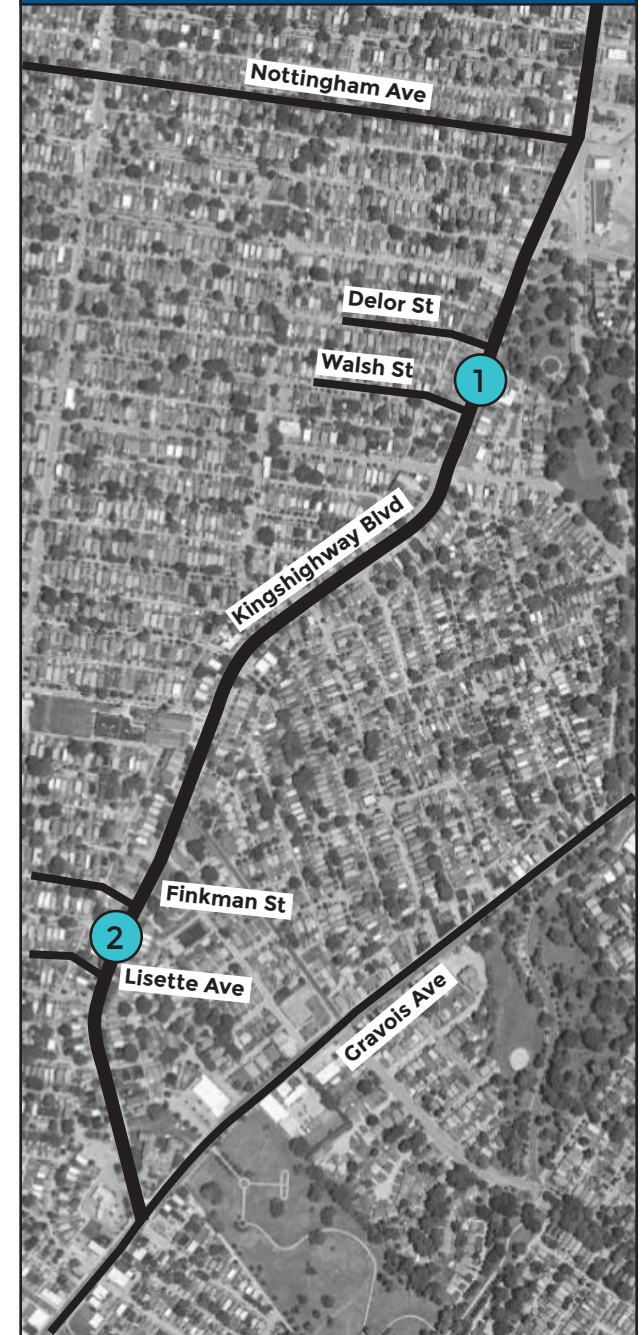 Nottingham Ave
Delor St
Walsh St
1
Kingshighway Blvd
Finkman St
2
Lisette Ave
Gravois Ave